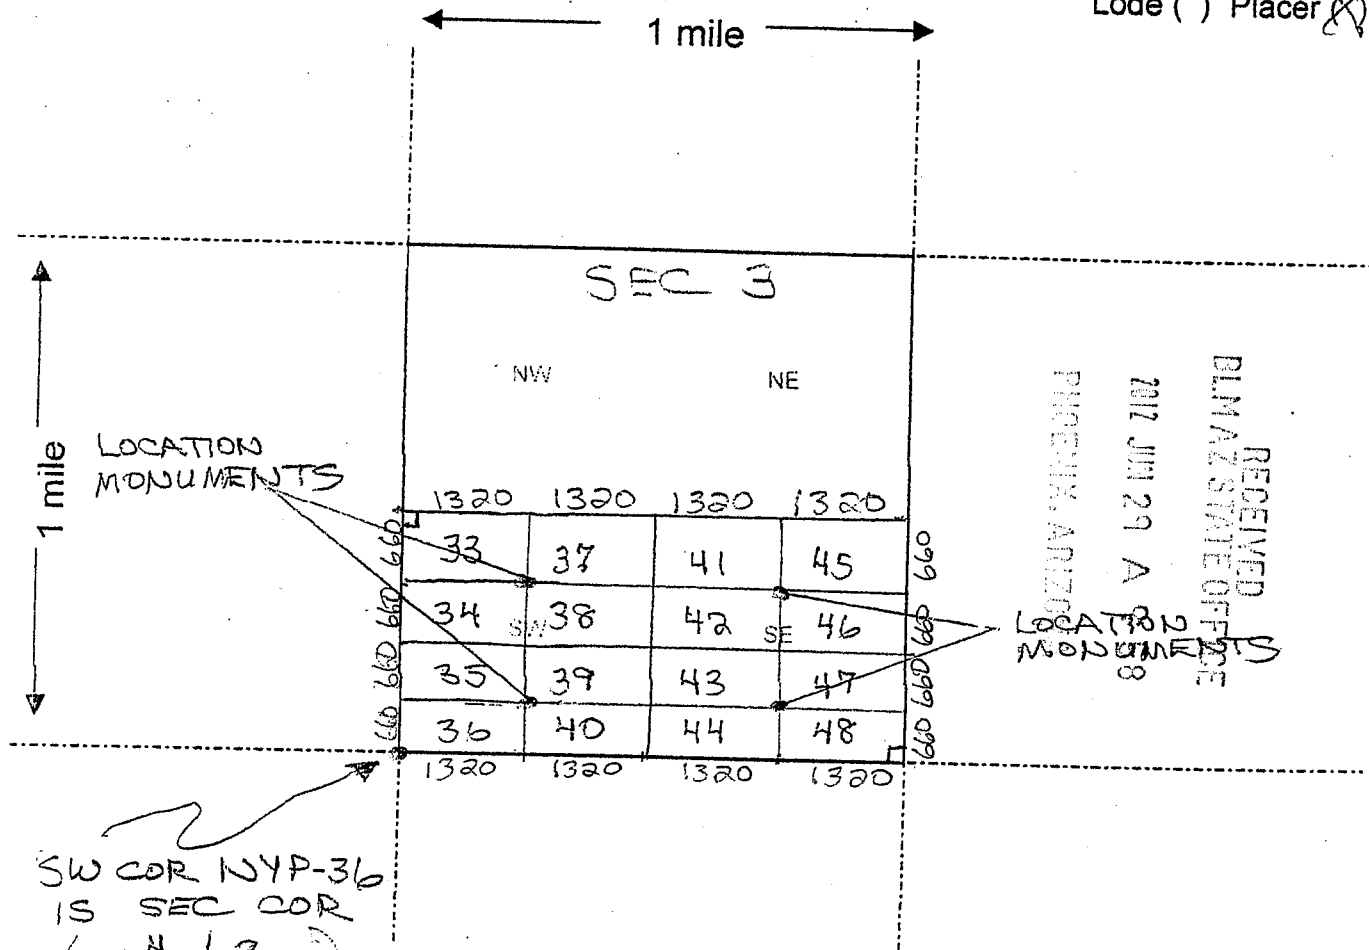 Lode ( ) Placer (X)
1 mile
SEC 3
NW NE
1 mile
LOCATION
MONUMENTS
1320 1320 1320 1320
660 33 37 41 45 660
660 34 38 42 46 660
SW SE
660 35 39 43 47 660
660 36 40 44 48 660
1320 1320 1320 1320
LOCATION
MONUMENTS
RECEIVED
BLM AZ STATE OFFICE
2012 JUN 29 A
PHOENIX, ARIZO
SW COR NYP-36
IS SEC COR